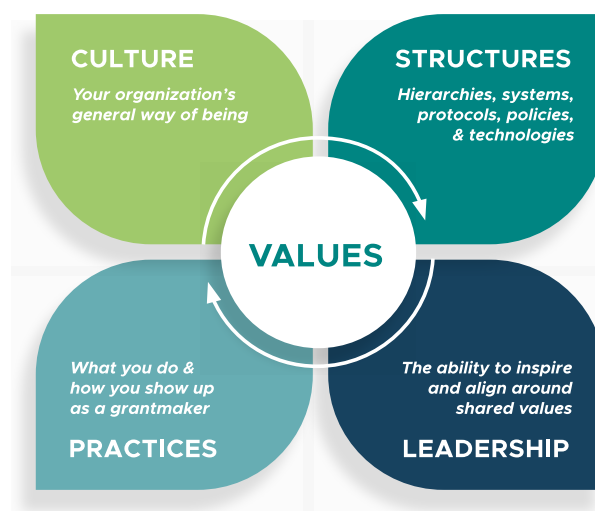 CULTURE
Your organization's
general way of being
STRUCTURES
Hierarchies, systems,
protocols, policies,
& technologies
VALUES
What you do &
how you show up
as a grantmaker
PRACTICES
The ability to inspire
and align around
shared values
LEADERSHIP